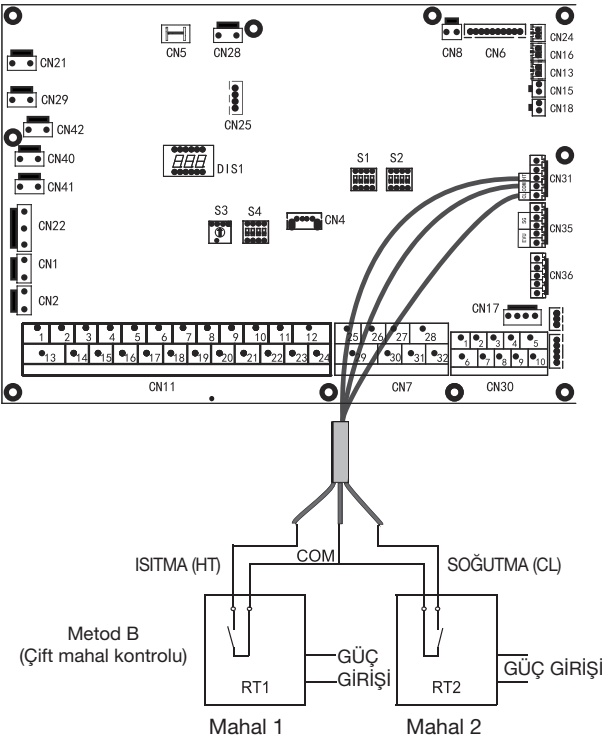 CN5
CN28
CN8
CN6
CN24
CN16
CN13
CN15
CN18
CN21
CN29
CN42
CN25
CN40
CN41
DIS1
S1
S2
CN31
HT
COM
CL
CN22
S3
S4
CN4
SG
CN35
CN1
CN36
CN2
CN17
1 2 3 4 5 6 7 8 9 10 11 12
25 26 27 28
1 2 3 4 5
13 14 15 16 17 18 19 20 21 22 23 24
29 30 31 32
6 7 8 9 10
CN11
CN7
CN30
ISITMA (HT)
COM
SOĞUTMA (CL)
Metod B
(Çift mahal kontrolu)
RT1
GÜÇ
GİRİŞİ
RT2
GÜÇ GİRİŞİ
Mahal 1
Mahal 2